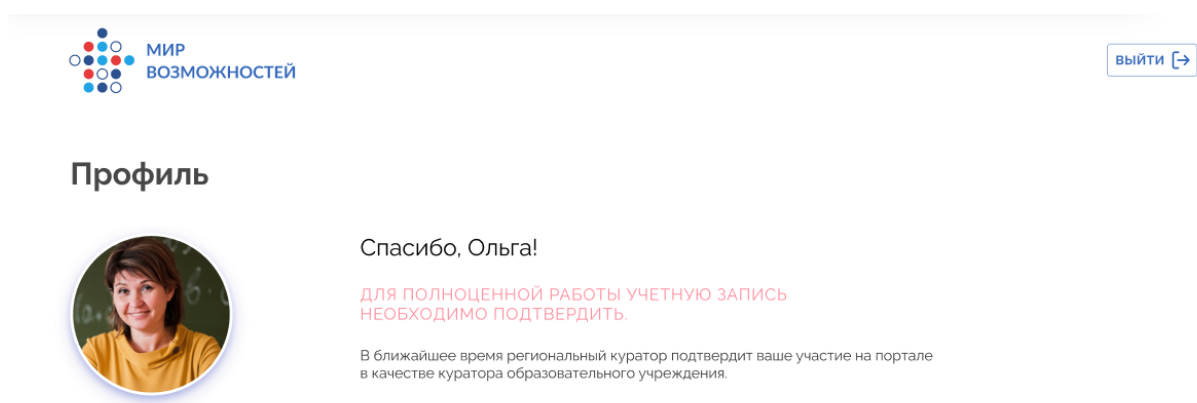 МИР
ВОЗМОЖНОСТЕЙ
ВЫЙТИ
Профиль
Спасибо, Ольга!
ДЛЯ ПОЛНОЦЕННОЙ РАБОТЫ УЧЕТНУЮ ЗАПИСЬ
НЕОБХОДИМО ПОДТВЕРДИТЬ.
В ближайшее время региональный куратор подтвердит ваше участие на портале
в качестве куратора образовательного учреждения.